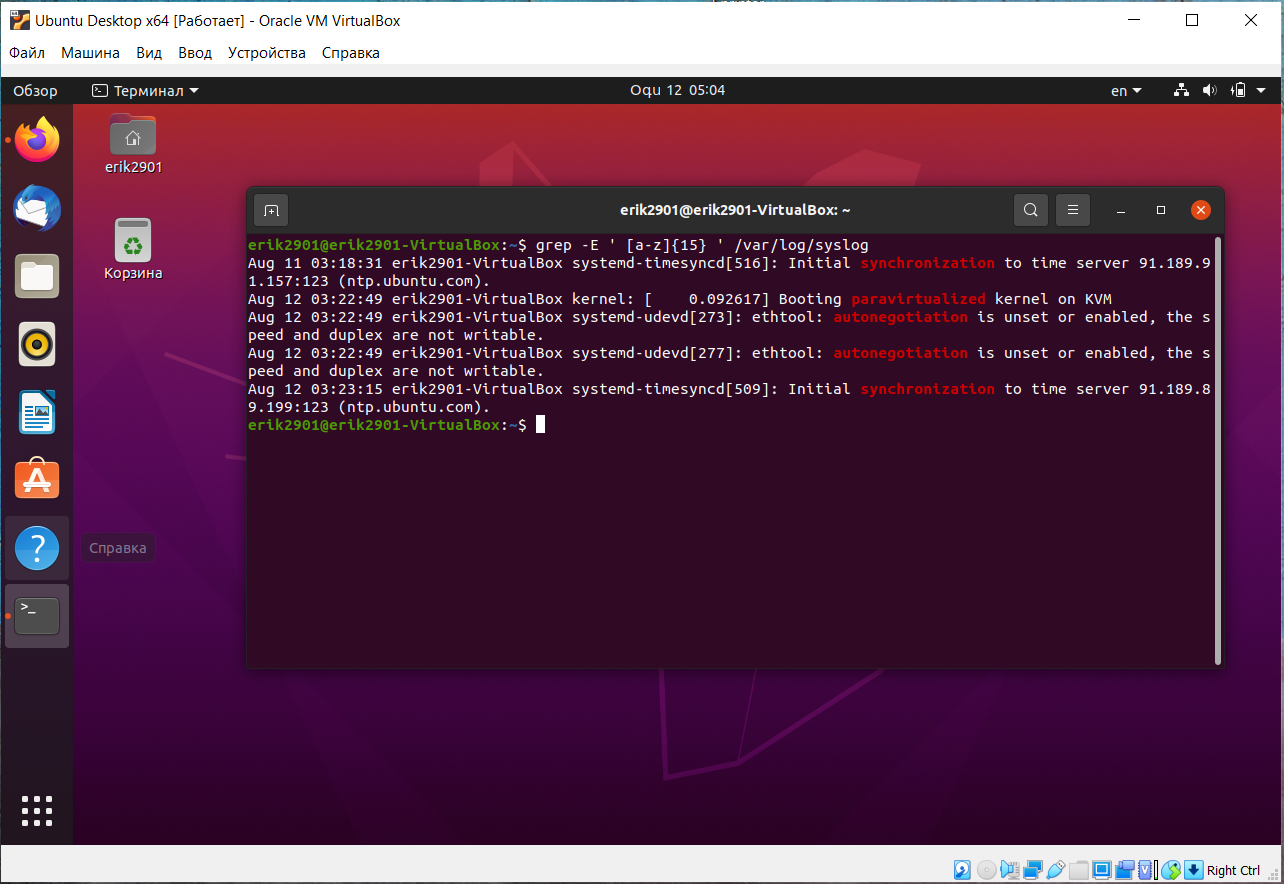 Ubuntu Desktop x64 [Работает] - Oracle VM VirtualBox
Файл Машина Вид Ввод Устройства Справка
Обзор Терминал Oqu 12 05:04 en
erik2901
Корзина
Справка
erik2901@erik2901-VirtualBox: ~
erik2901@erik2901-VirtualBox:~$ grep -E ' [a-z]{15} ' /var/log/syslog
Aug 11 03:18:31 erik2901-VirtualBox systemd-timesyncd[516]: Initial synchronization to time server 91.189.9
1.157:123 (ntp.ubuntu.com).
Aug 12 03:22:49 erik2901-VirtualBox kernel: [    0.092617] Booting paravirtualized kernel on KVM
Aug 12 03:22:49 erik2901-VirtualBox systemd-udevd[273]: ethtool: autonegotiation is unset or enabled, the s
peed and duplex are not writable.
Aug 12 03:22:49 erik2901-VirtualBox systemd-udevd[277]: ethtool: autonegotiation is unset or enabled, the s
peed and duplex are not writable.
Aug 12 03:23:15 erik2901-VirtualBox systemd-timesyncd[509]: Initial synchronization to time server 91.189.8
9.199:123 (ntp.ubuntu.com).
erik2901@erik2901-VirtualBox:~$
Right Ctrl